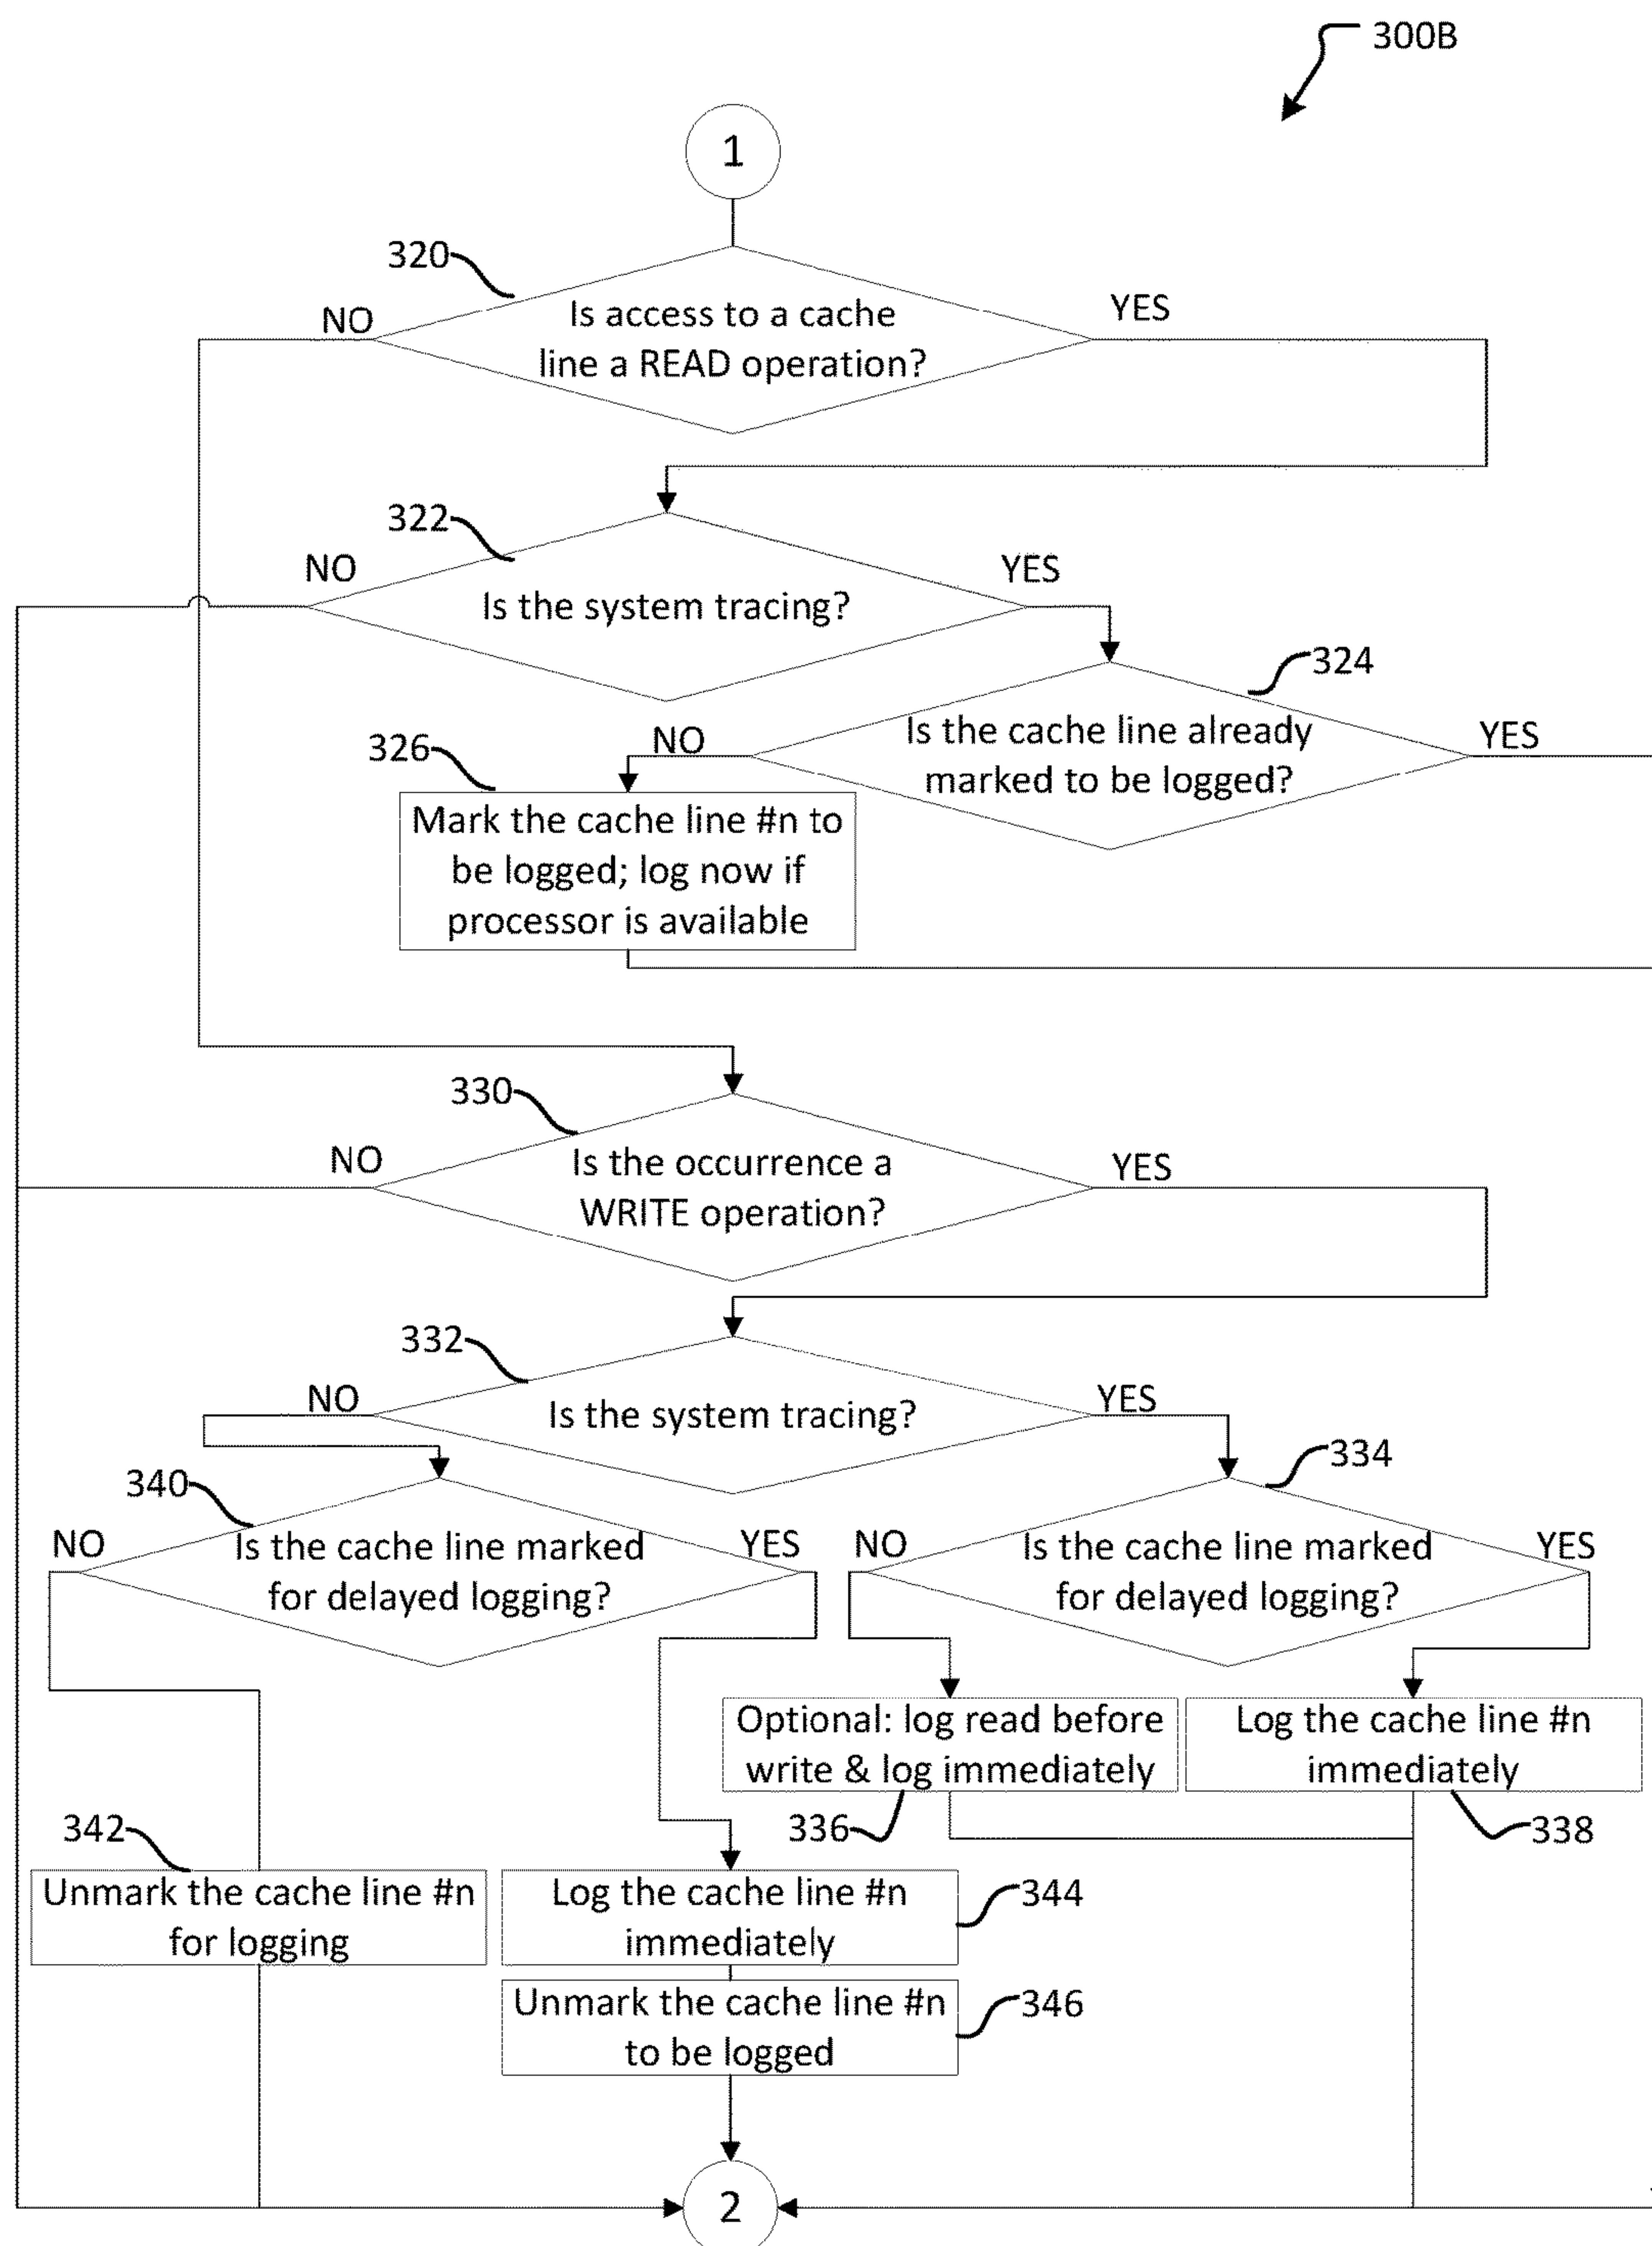 300B
1
320
NO
YES
Is access to a cache
line a READ operation?
322
NO
YES
Is the system tracing?
324
326
NO
YES
Is the cache line already
marked to be logged?
Mark the cache line #n to
be logged; log now if
processor is available
330
NO
YES
Is the occurrence a
WRITE operation?
332
NO
YES
Is the system tracing?
340
NO
YES
Is the cache line marked
for delayed logging?
334
NO
YES
Is the cache line marked
for delayed logging?
Optional: log read before
write & log immediately
336
Log the cache line #n
immediately
338
342
Unmark the cache line #n
for logging
Log the cache line #n
immediately
344
Unmark the cache line #n
to be logged
346
2